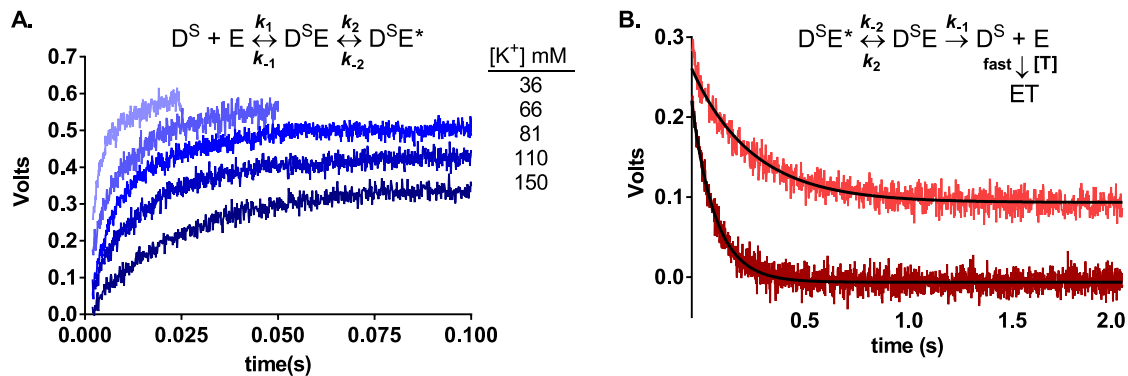 A.
k1 k2
D^S + E ↔ D^SE ↔ D^SE*
k-1 k-2
[K+] mM
36
66
81
110
150
0.7
0.6
0.5
0.4
0.3
0.2
0.1
0.0
Volts
0.000 0.025 0.050 0.075 0.100
time(s)
B.
k-2 k-1
D^SE* ↔ D^SE → D^S + E
k2
fast ↓ [T]
ET
0.3
0.2
0.1
0.0
Volts
0.5 1.0 1.5 2.0
time (s)